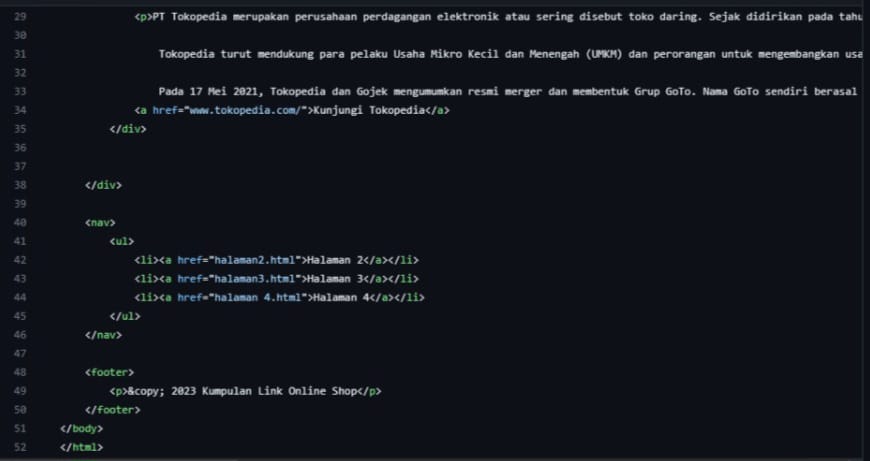 29 <p>PT Tokopedia merupakan perusahaan perdagangan elektronik atau sering disebut toko daring. Sejak didirikan pada tahu
30
31 Tokopedia turut mendukung para pelaku Usaha Mikro Kecil dan Menengah (UMKM) dan perorangan untuk mengembangkan usa
32
33 Pada 17 Mei 2021, Tokopedia dan Gojek mengumumkan resmi merger dan membentuk Grup GoTo. Nama GoTo sendiri berasal
34 <a href="www.tokopedia.com/">Kunjungi Tokopedia</a>
35 </div>
36
37
38 </div>
39
40 <nav>
41 <ul>
42 <li><a href="halaman2.html">Halaman 2</a></li>
43 <li><a href="halaman3.html">Halaman 3</a></li>
44 <li><a href="halaman 4.html">Halaman 4</a></li>
45 </ul>
46 </nav>
47
48 <footer>
49 <p>&copy; 2023 Kumpulan Link Online Shop</p>
50 </footer>
51 </body>
52 </html>